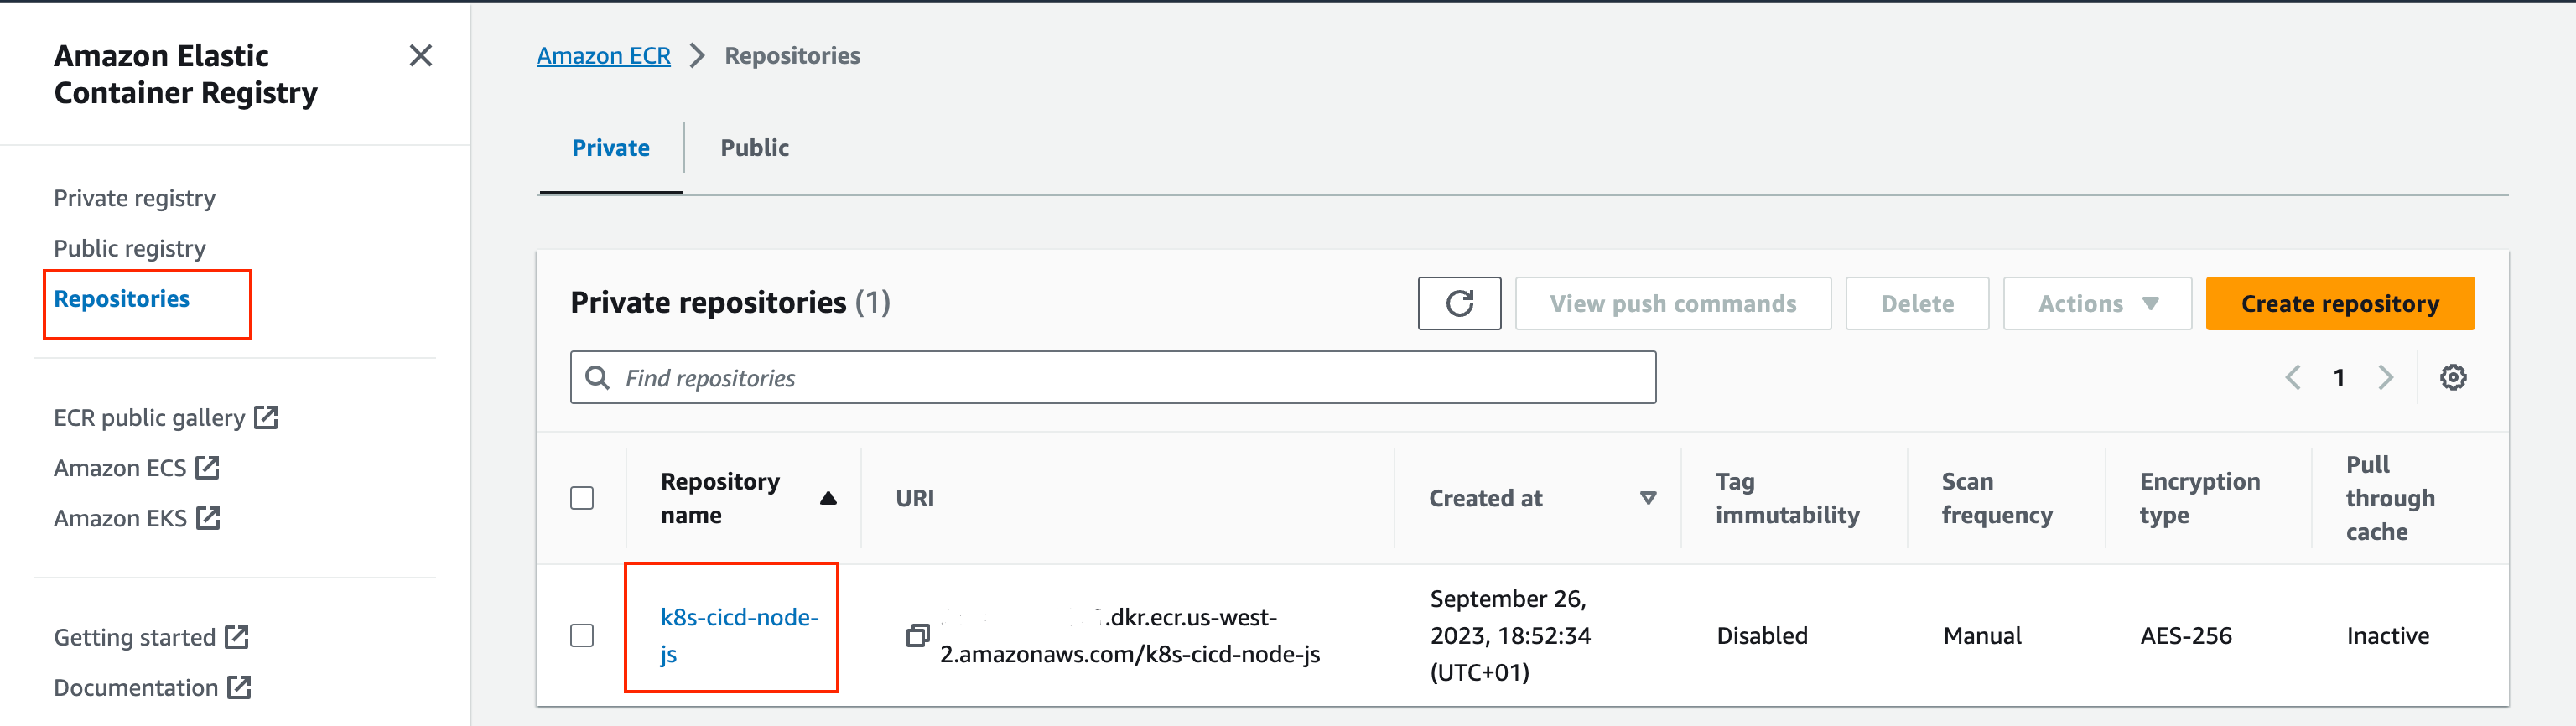 Amazon Elastic
Container Registry
Private registry
Public registry
Repositories
ECR public gallery
Amazon ECS
Amazon EKS
Getting started
Documentation
Amazon ECR > Repositories
Private
Public
Private repositories (1)
View push commands
Delete
Actions
Create repository
Find repositories
1
Repository
name
URI
Created at
Tag
immutability
Scan
frequency
Encryption
type
Pull
through
cache
k8s-cicd-node-
js
.dkr.ecr.us-west-
2.amazonaws.com/k8s-cicd-node-js
September 26,
2023, 18:52:34
(UTC+01)
Disabled
Manual
AES-256
Inactive